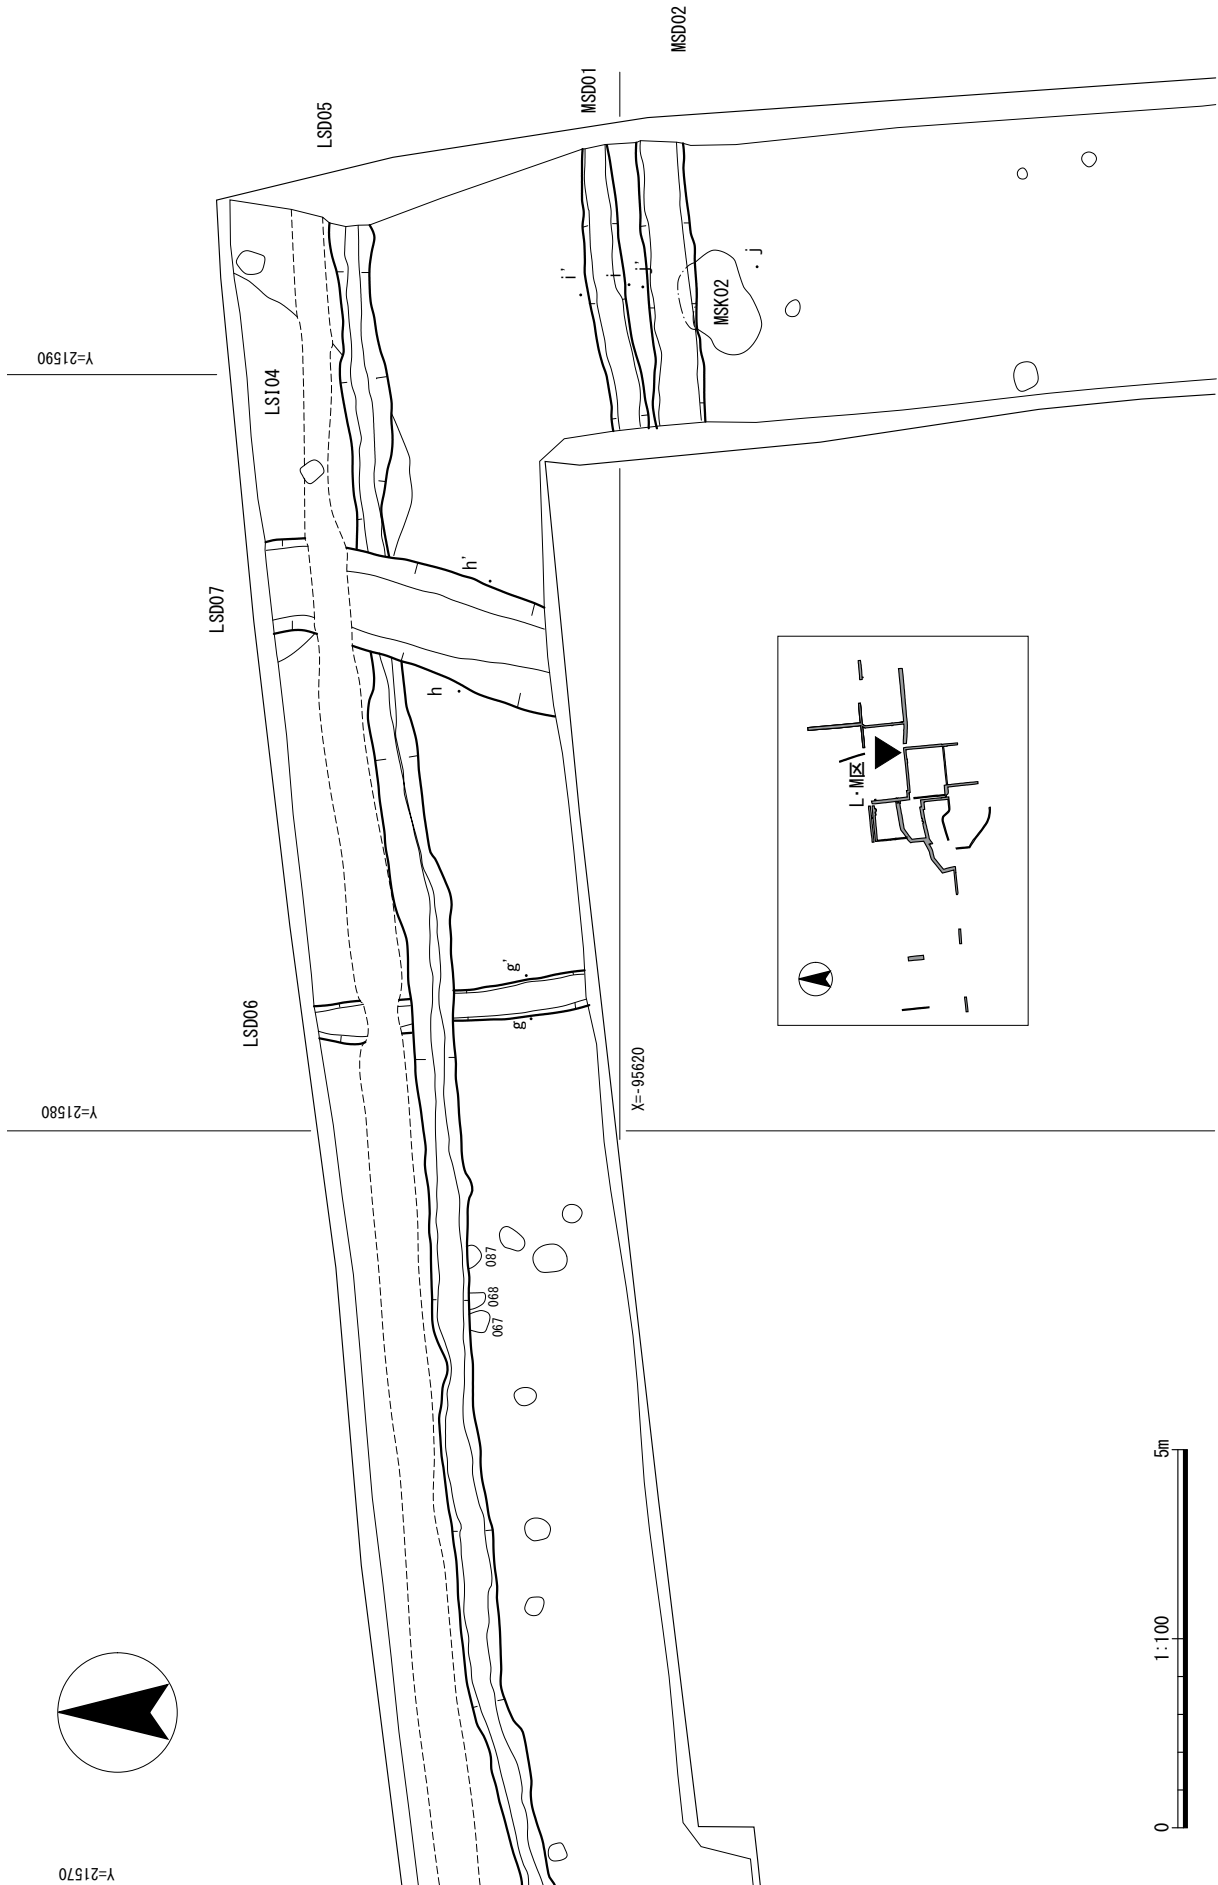 Y=21570
Y=21580
Y=21590
LSD06
LSD07
LSI04
LSD05
MSD01
MSD02
MSK02
g
g'
h
h'
i
i'
j
j'
067
068
087
X=-95620
L・M区
0
1:100
5m